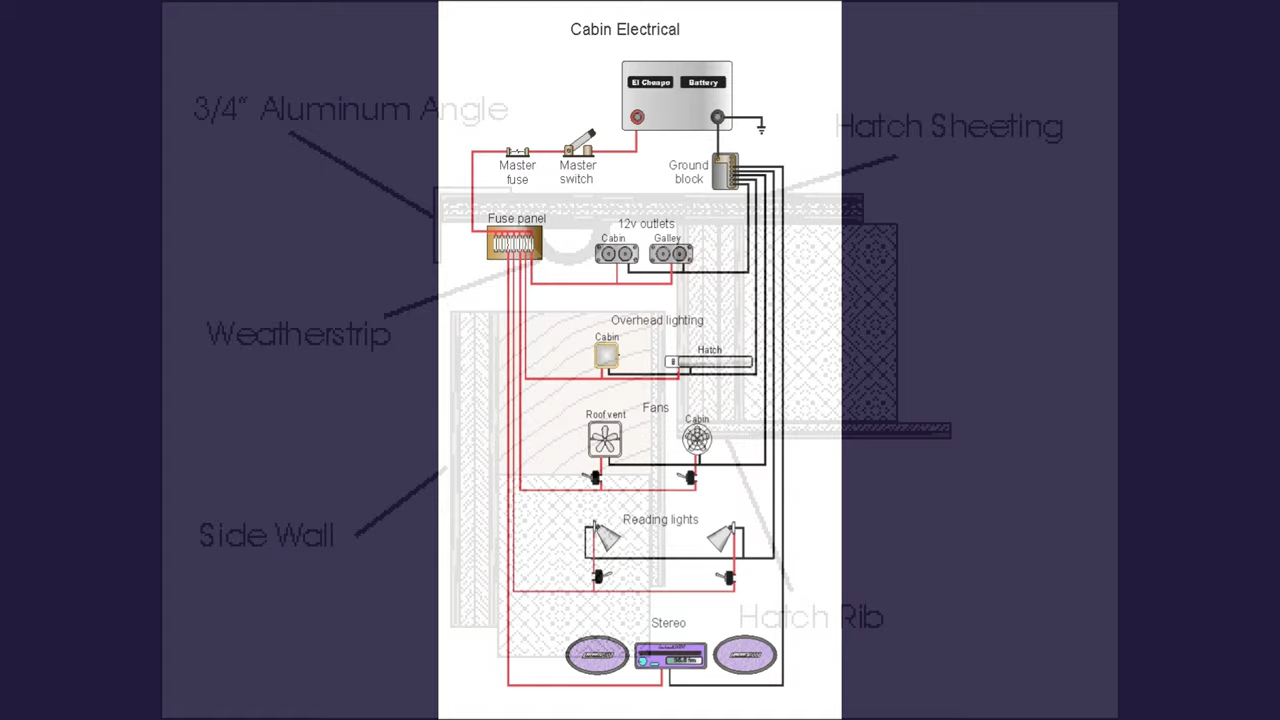 Cabin Electrical
El Cheapo Battery
3/4" Aluminum Angle
Hatch Sheeting
Master fuse
Master switch
Ground block
Fuse panel
12v outlets
Cabin
Galley
Weatherstrip
Overhead lighting
Cabin
Hatch
Fans
Roof vent
Cabin
Side Wall
Reading lights
Hatch Rib
Stereo